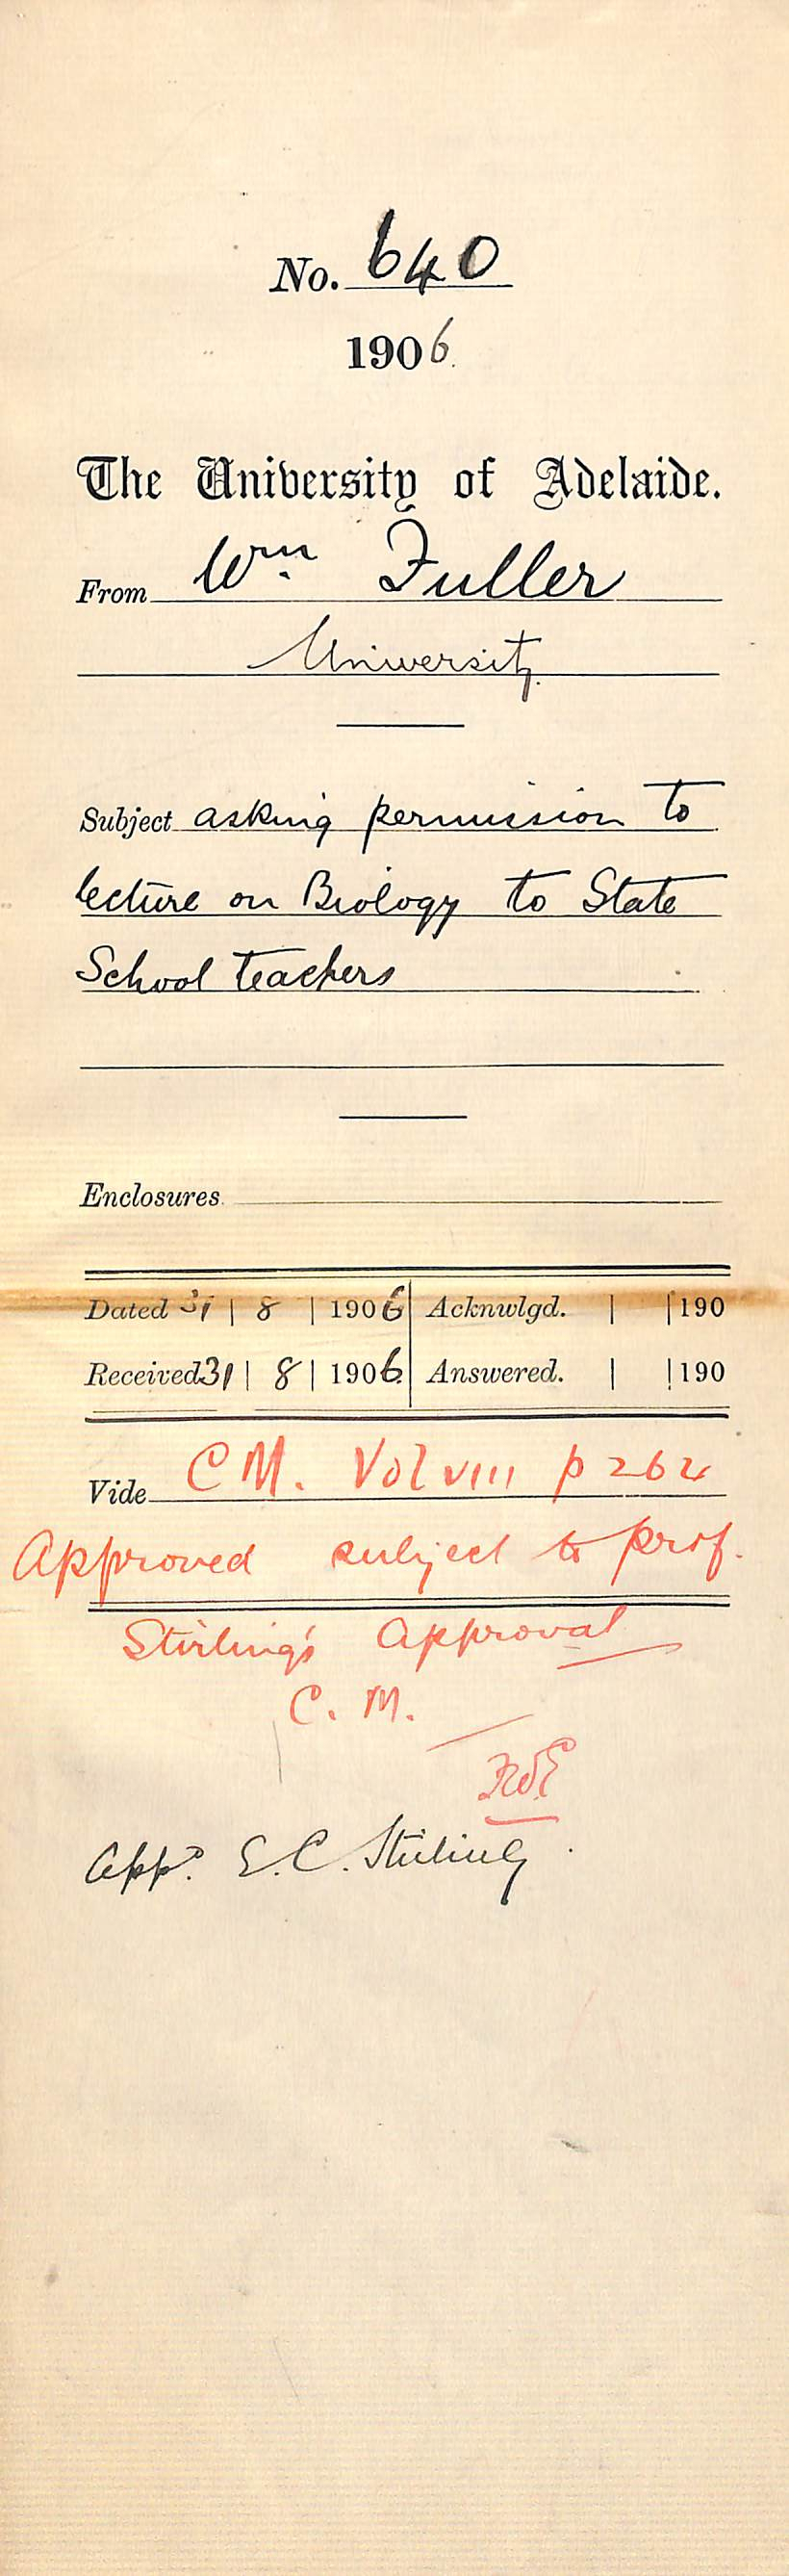 No. 640
1906.
The University of Adelaide.
From Wm Fuller
University.
Subject asking permission to
lecture on Biology to State
School teachers
Enclosures
Dated 31 | 8 | 1906 Acknwlgd. | | 190
Received 31 | 8 | 1906. Answered. | | 190
Vide C M. Vol VIII p 262
Approved subject to prof.
Stirling's Approval
C. M.
App.d E. C. Stirling.